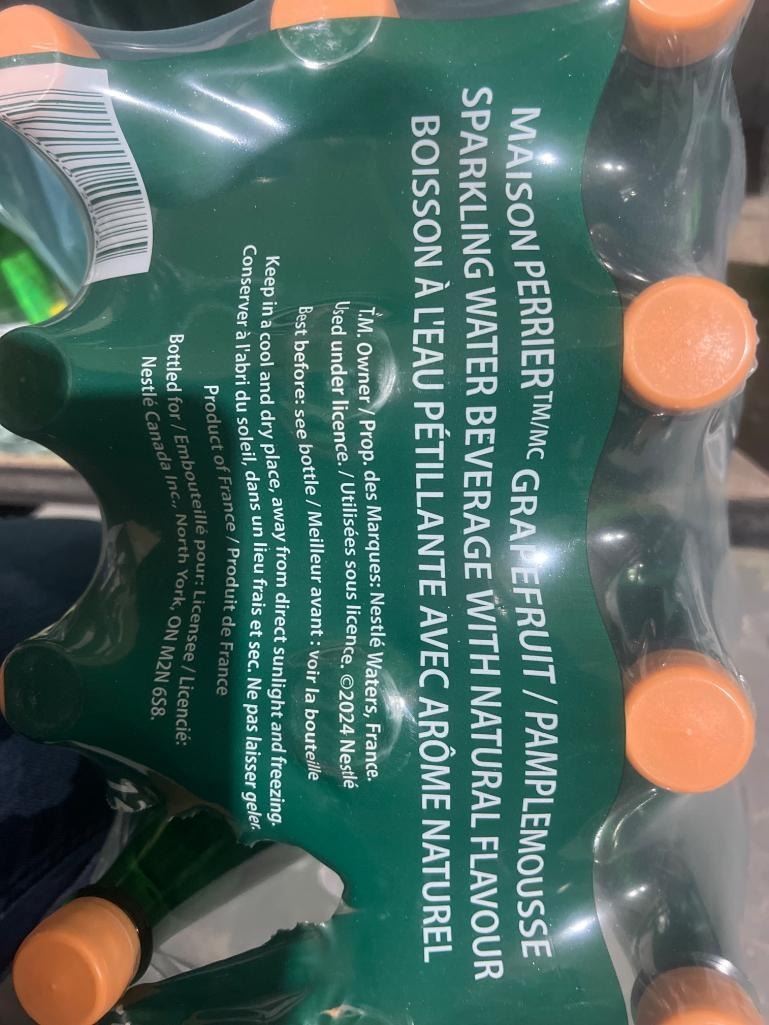 MAISON PERRIER™/MC GRAPEFRUIT / PAMPLEMOUSSE
SPARKLING WATER BEVERAGE WITH NATURAL FLAVOUR
BOISSON À L'EAU PÉTILLANTE AVEC ARÔME NATUREL
T.M. Owner / Prop. des Marques: Nestlé Waters, France.
Used under licence. / Utilisées sous licence. ©2024 Nestlé
Best before: see bottle / Meilleur avant : voir la bouteille
Keep in a cool and dry place, away from direct sunlight and freezing.
Conserver à l'abri du soleil, dans un lieu frais et sec. Ne pas laisser geler.
Product of France / Produit de France
Bottled for / Embouteillé pour: Licensee / Licencié:
Nestlé Canada Inc., North York, ON M2N 6S8.